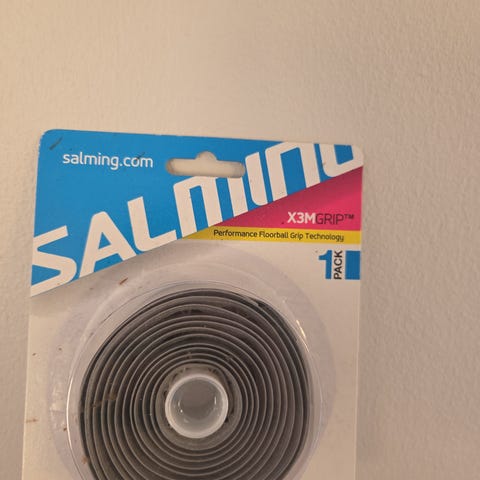 salming.com
SALMING
X3MGRIP™
Performance Floorball Grip Technology
1
PACK